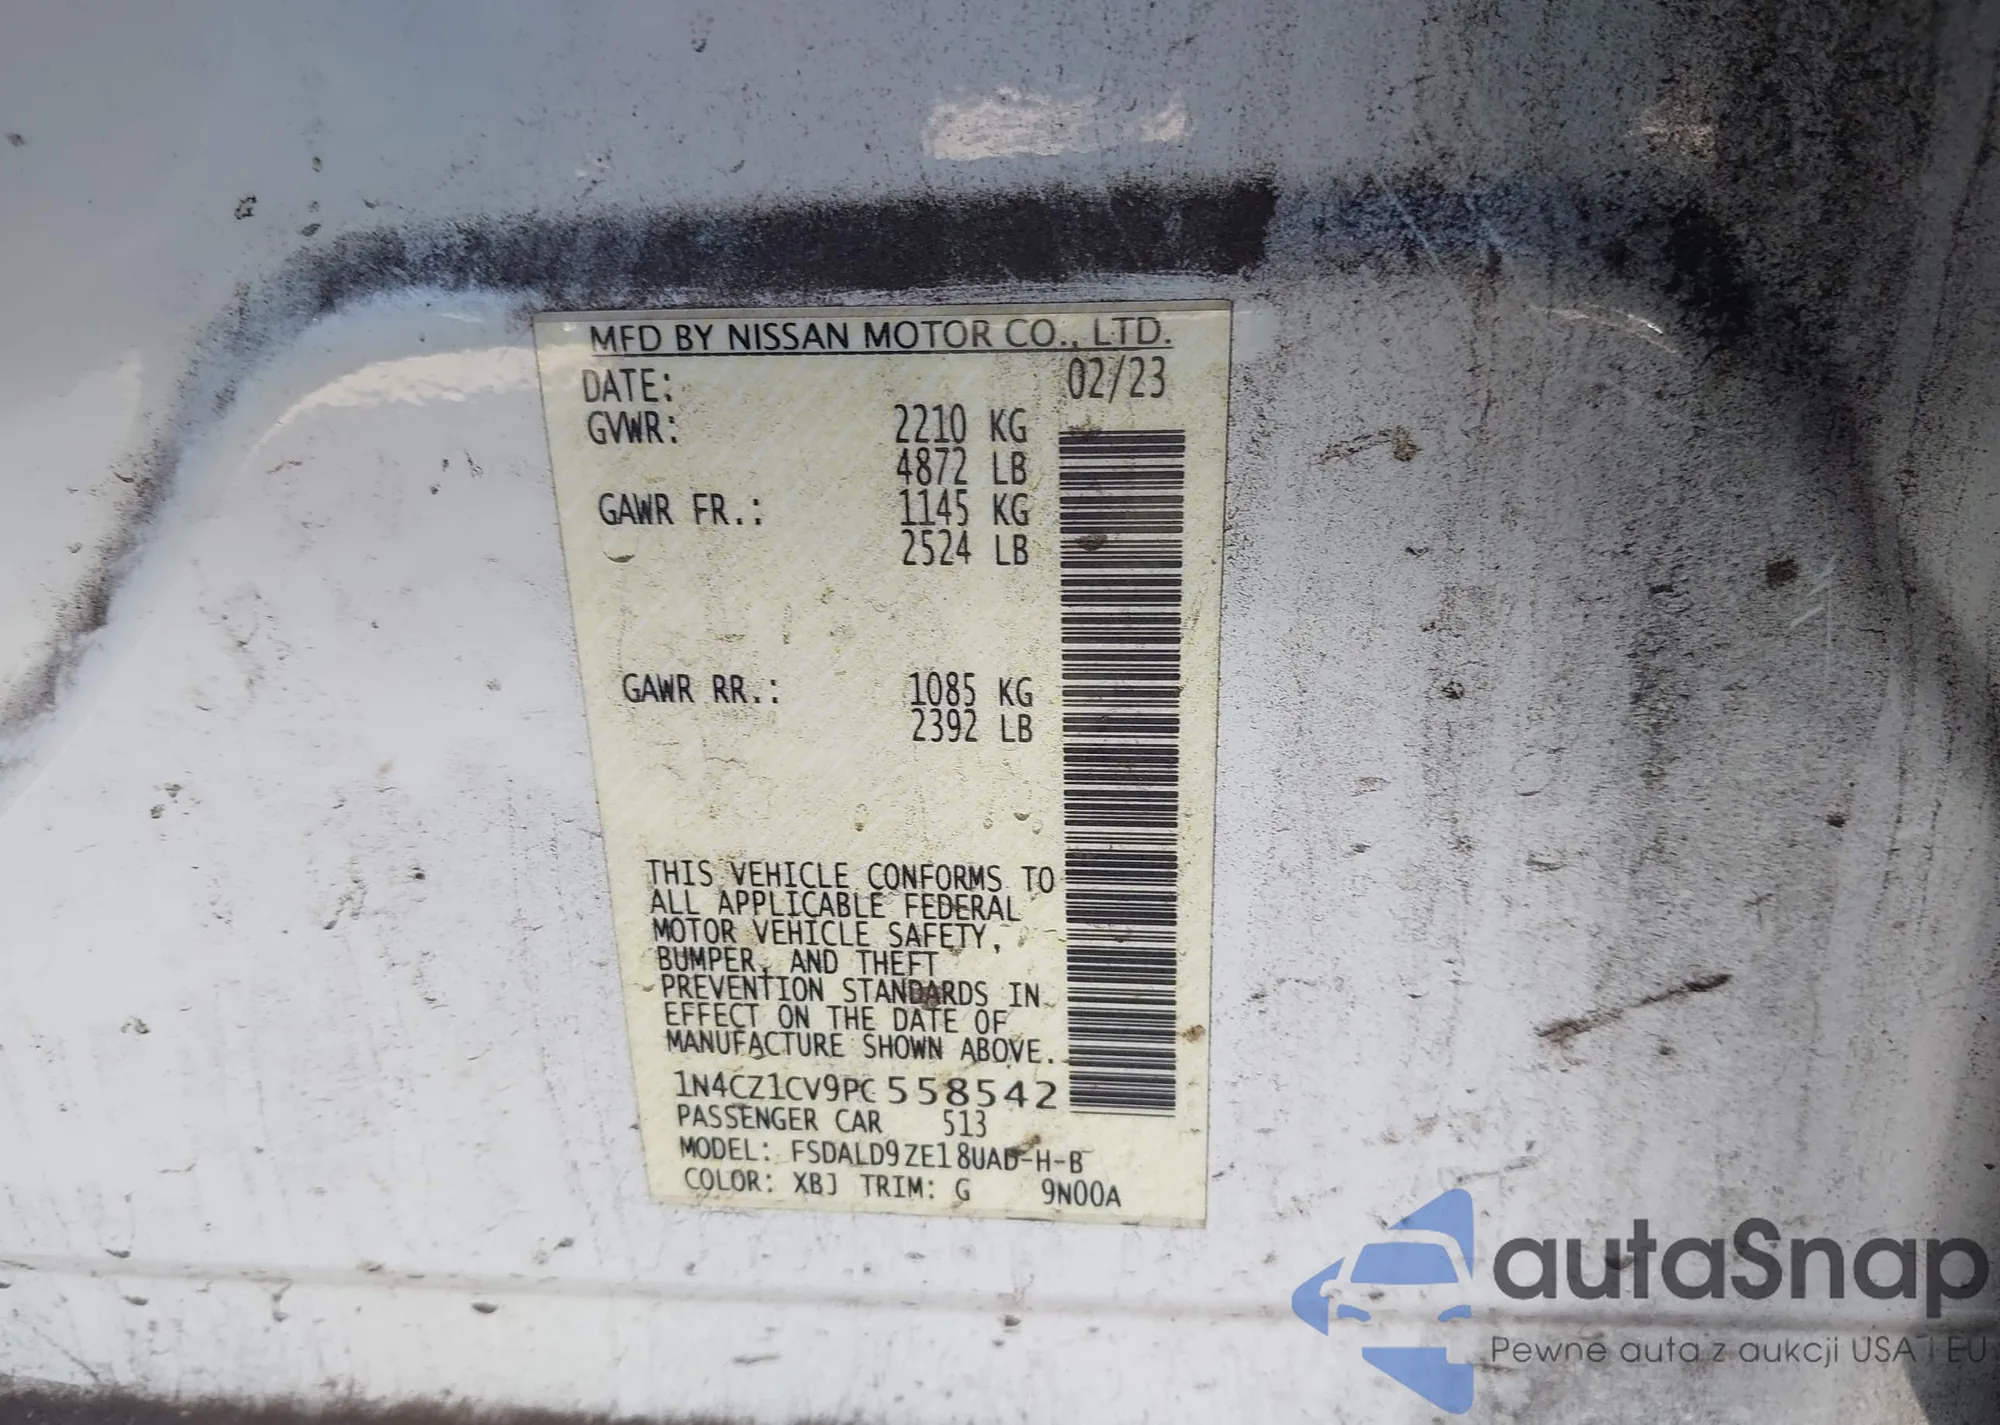 MFD BY NISSAN MOTOR CO., LTD.
DATE: 02/23
GVWR: 2210 KG
4872 LB
GAWR FR.: 1145 KG
2524 LB
GAWR RR.: 1085 KG
2392 LB
THIS VEHICLE CONFORMS TO
ALL APPLICABLE FEDERAL
MOTOR VEHICLE SAFETY,
BUMPER, AND THEFT
PREVENTION STANDARDS IN
EFFECT ON THE DATE OF
MANUFACTURE SHOWN ABOVE.
1N4CZ1CV9PC558542
PASSENGER CAR 513
MODEL: FSDALD9ZE18UAD-H-B
COLOR: XBJ TRIM: G 9N00A
autaSnap
Pewne auta z aukcji USA i EU